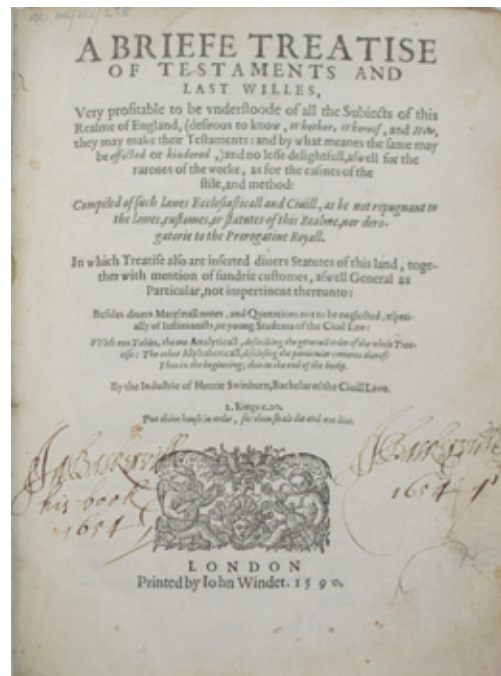 A BRIEFE TREATISE
OF TESTAMENTS AND
LAST WILLES,
Very profitable to be vnderstoode of all the Subiects of this
Realme of England, (desirous to know, Whether, Whereof, and How,
they may make their Testaments: and by what meanes the same may
be effected or hindered,) and no lesse delightfull, aswell for the
rarenes of the worke, as for the easines of the
stile, and method:
Compiled of such lawes Ecclesiasticall and Ciuill, as be not repugnant to
the lawes, customes, or statutes of this Realme, nor dero-
gatorie to the Prerogatiue Royall.
In which Treatise also are inserted diuers Statutes of this land, toge-
ther with mention of sundrie customes, aswell General as
Particular, not impertinent thereunto:
Besides diuers Marginall notes, and Quotations not to be neglected, especi-
ally of Iustinianists, or young Students of the Ciuill Law:
With two Tables, the one Analyticall, describing the generall order of the whole Trea-
tise: The other Alphabeticall, disclosing the particular contents thereof:
That in the beginning; this in the end of the booke.
By the Industrie of Henrie Swinburn, Bachelar of the Ciuill Lawe.
2. Kings c. 20.
Put thine house in order, for thou shalt die and not liue.
Baskerville
his book
1654
Baskerville
1654
LONDON
Printed by Iohn Windet. 1590.